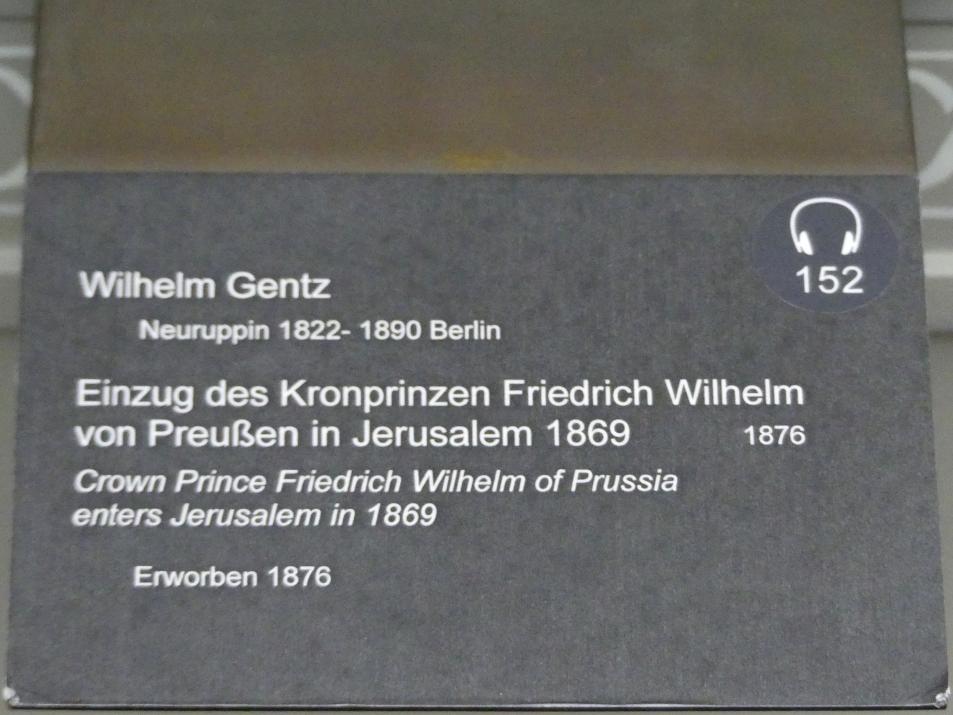 152
Wilhelm Gentz
Neuruppin 1822- 1890 Berlin
Einzug des Kronprinzen Friedrich Wilhelm
von Preußen in Jerusalem 1869 1876
Crown Prince Friedrich Wilhelm of Prussia
enters Jerusalem in 1869
Erworben 1876